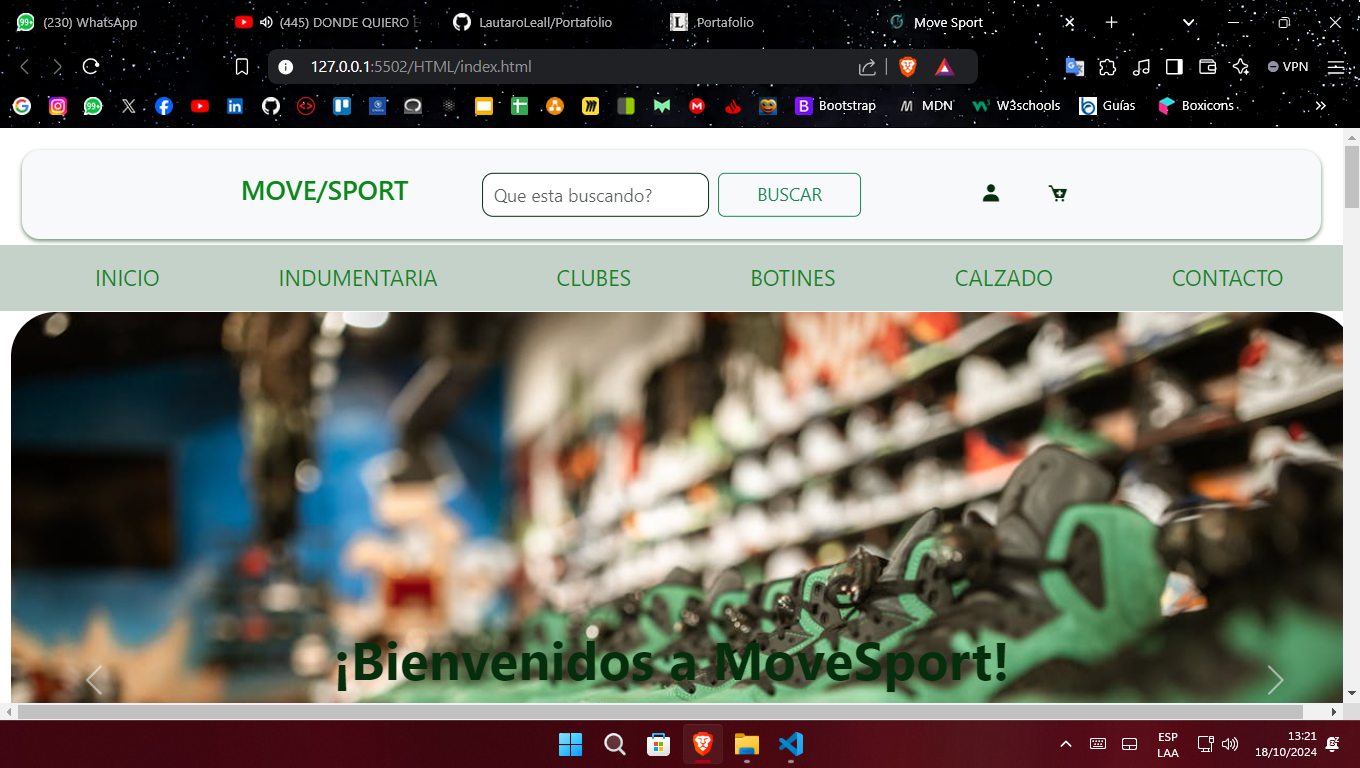 99+ (230) WhatsApp
(445) DONDE QUIERO E
LautaroLeall/Portafolio
L Portafolio
Move Sport
127.0.0.1:5502/HTML/index.html
VPN
99+
B Bootstrap
MDN
W3schools
Guías
Boxicons
MOVE/SPORT
Que esta buscando?
BUSCAR
INICIO
INDUMENTARIA
CLUBES
BOTINES
CALZADO
CONTACTO
¡Bienvenidos a MoveSport!
ESP
LAA
13:21
18/10/2024